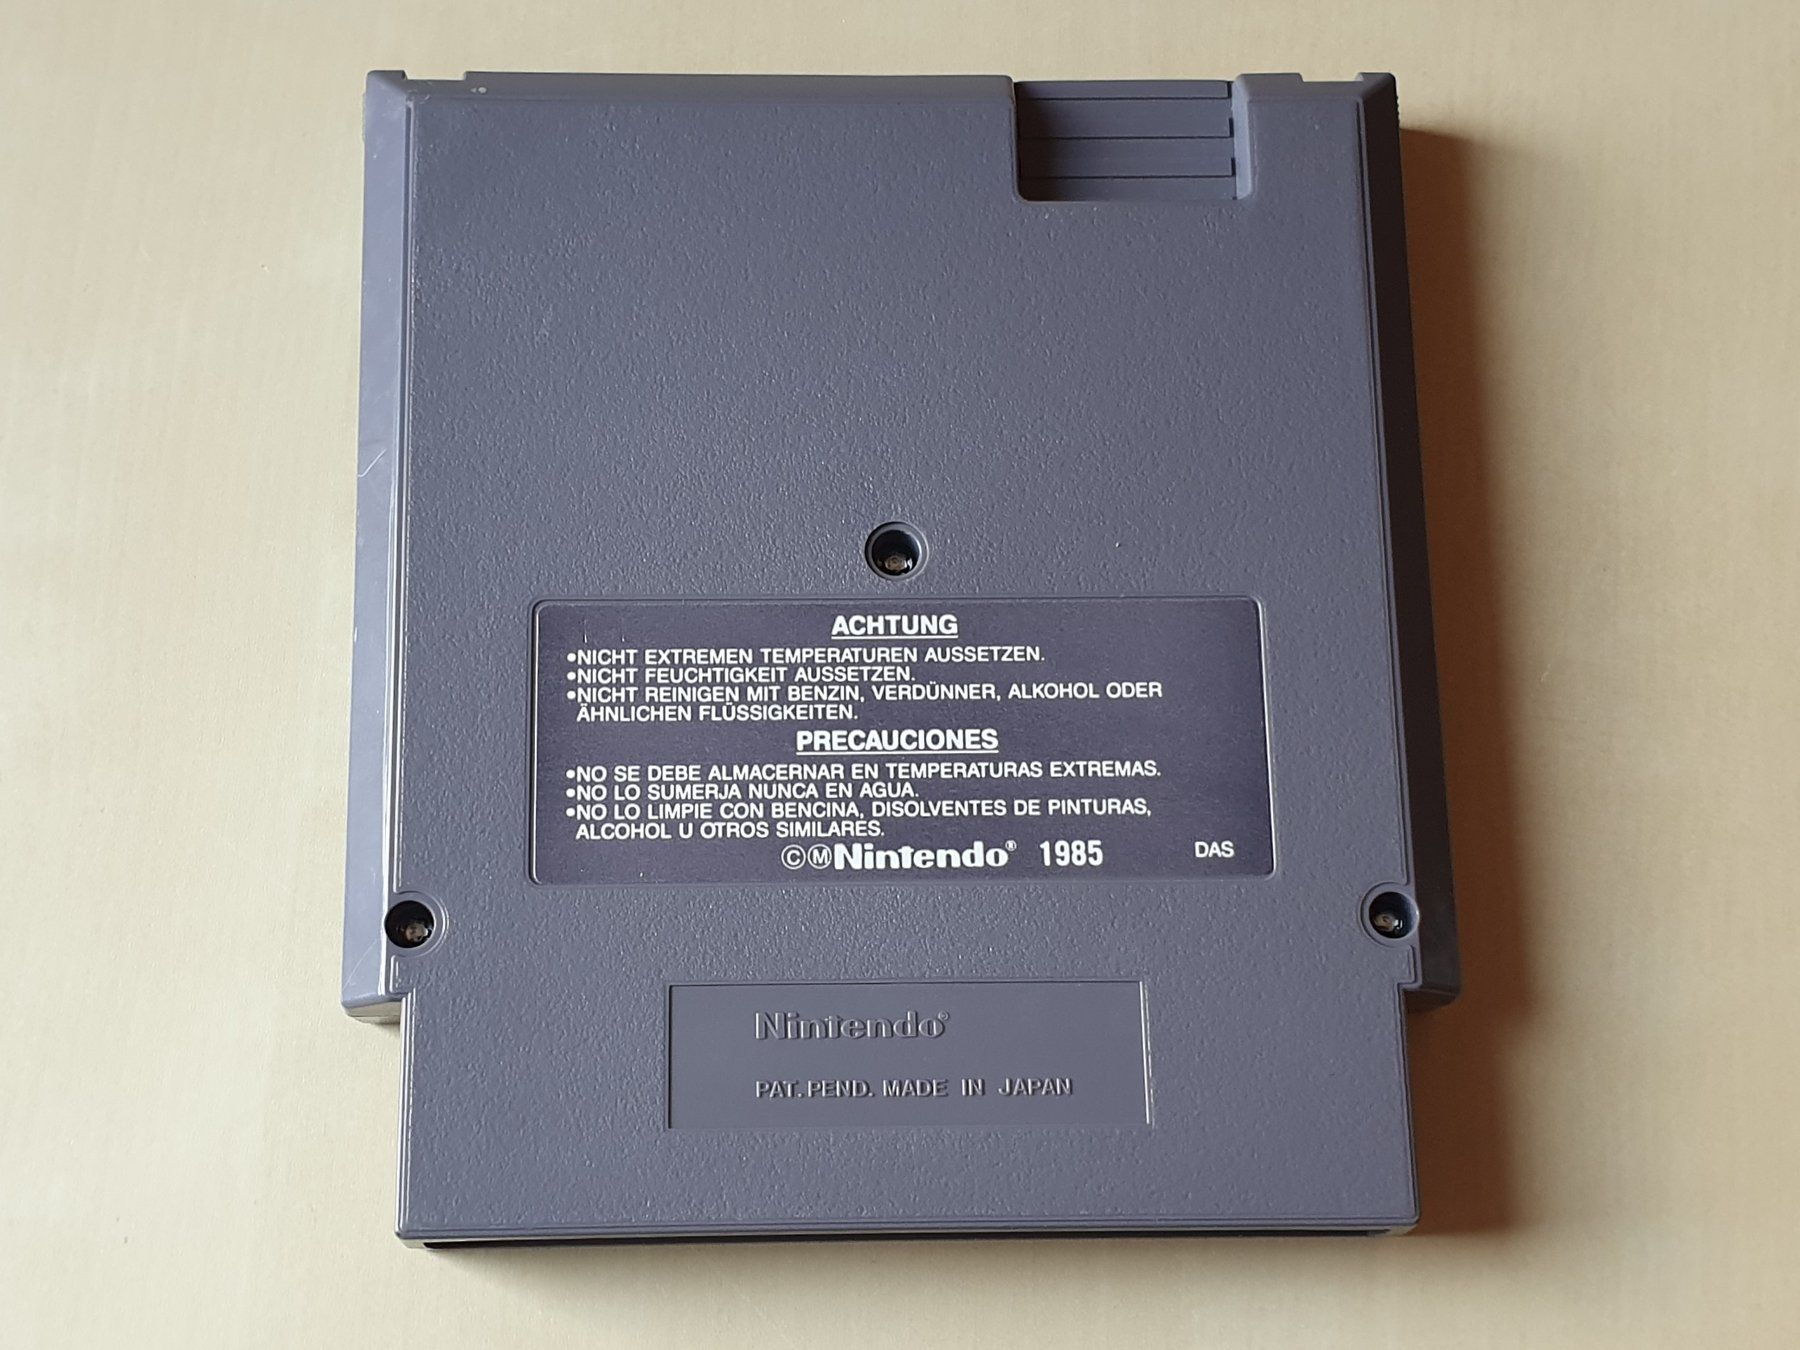 ACHTUNG
•NICHT EXTREMEN TEMPERATUREN AUSSETZEN.
•NICHT FEUCHTIGKEIT AUSSETZEN.
•NICHT REINIGEN MIT BENZIN, VERDÜNNER, ALKOHOL ODER
ÄHNLICHEN FLÜSSIGKEITEN.
PRECAUCIONES
•NO SE DEBE ALMACERNAR EN TEMPERATURAS EXTREMAS.
•NO LO SUMERJA NUNCA EN AGUA.
•NO LO LIMPIE CON BENCINA, DISOLVENTES DE PINTURAS,
ALCOHOL U OTROS SIMILARES.
©ⓂNintendo® 1985 DAS
Nintendo®
PAT. PEND. MADE IN JAPAN